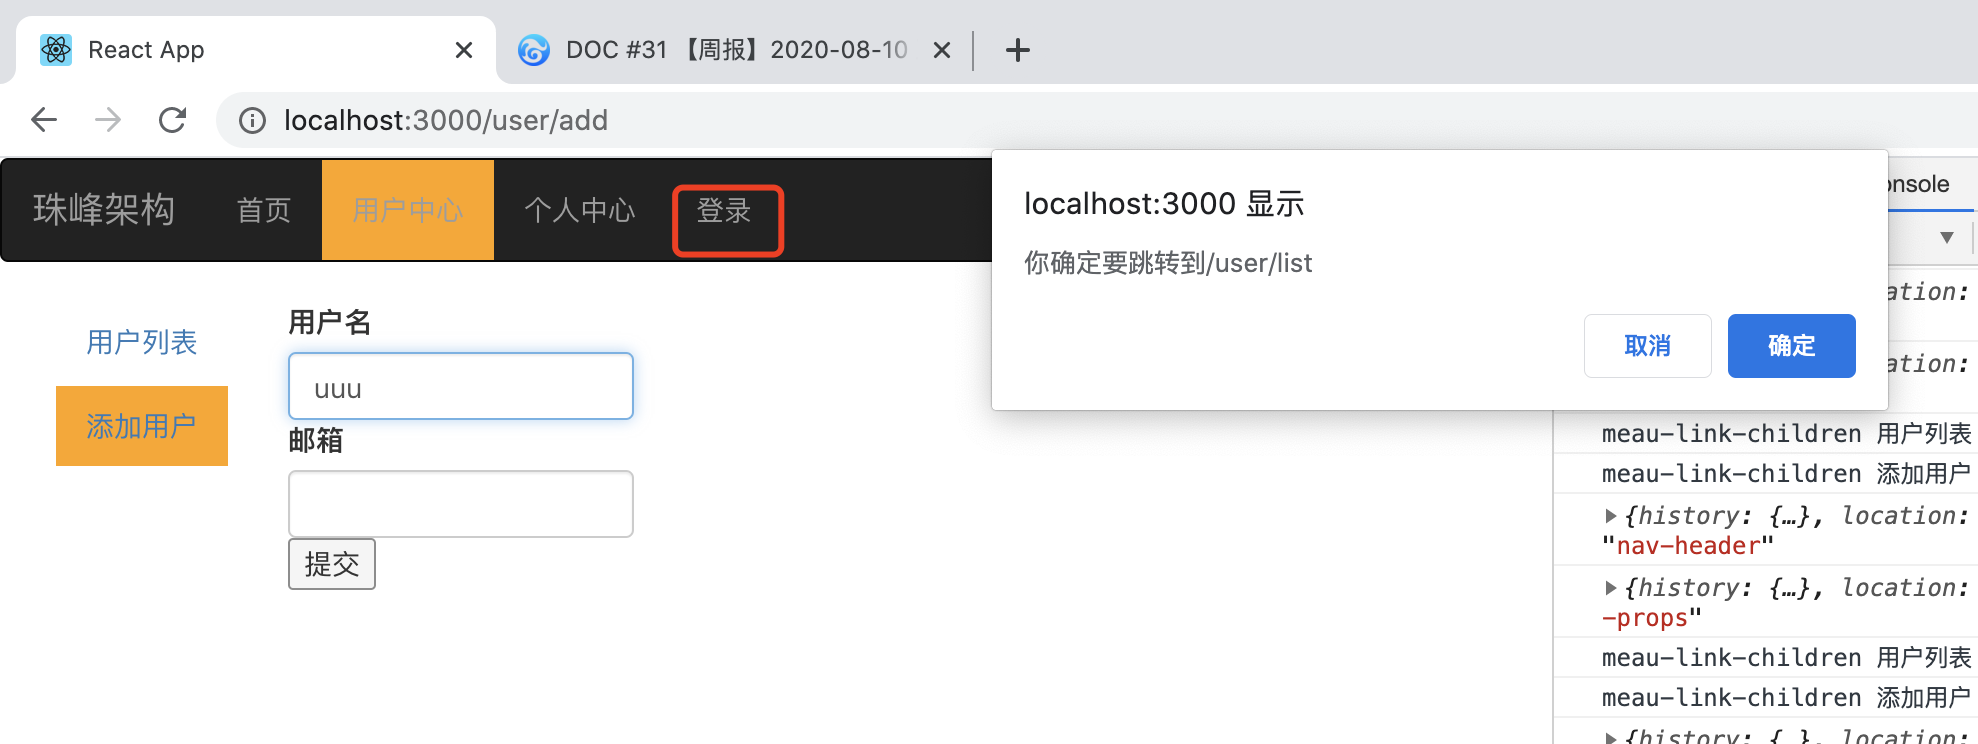 React App
DOC #31 【周报】2020-08-10
localhost:3000/user/add
珠峰架构 首页 用户中心 个人中心 登录
localhost:3000 显示
你确定要跳转到/user/list
取消 确定
用户列表
添加用户
用户名
uuu
邮箱
提交
onsole
ation:
ation:
meau-link-children 用户列表
meau-link-children 添加用户
▶{history: {…}, location:
"nav-header"
▶{history: {…}, location:
-props"
meau-link-children 用户列表
meau-link-children 添加用户
▶{history: {…}, location: